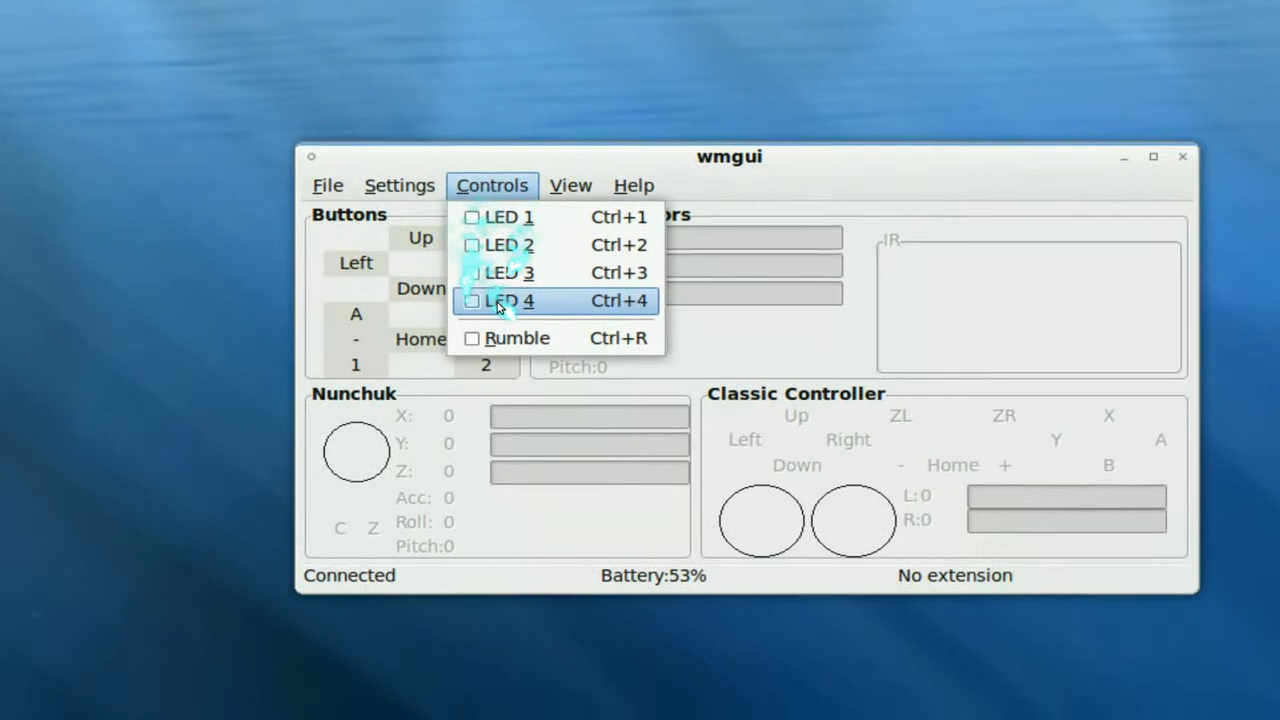 wmgui
File Settings Controls View Help
LED 1 Ctrl+1
LED 2 Ctrl+2
LED 3 Ctrl+3
LED 4 Ctrl+4
Rumble Ctrl+R
Buttons
Up
Left
Down
A
-
Home
1
2
Pitch:0
IR
Nunchuk
X: 0
Y: 0
Z: 0
Acc: 0
Roll: 0
Pitch:0
C Z
Classic Controller
Up ZL ZR X
Left Right Y A
Down - Home + B
L:0
R:0
Connected Battery:53% No extension